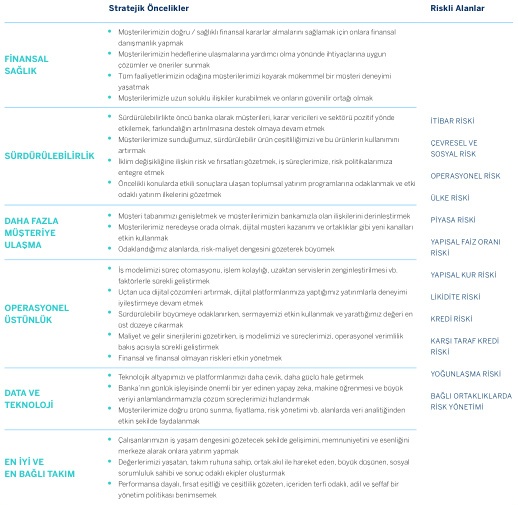 Stratejik Öncelikler
Riskli Alanlar
FİNANSAL
SAĞLIK
Müşterilerimizin doğru / sağlıklı finansal kararlar almalarını sağlamak için onlara finansal
danışmanlık yapmak
Müşterilerimizin hedeflerine ulaşmalarına yardımcı olma yönünde ihtiyaçlarına uygun
çözümler ve öneriler sunmak
Tüm faaliyetlerimizin odağına müşterilerimizi koyarak mükemmel bir müşteri deneyimi
yaşatmak
Müşterilerimizle uzun soluklu ilişkiler kurabilmek ve onların güvenilir ortağı olmak
SÜRDÜRÜLEBİLİRLİK
Sürdürülebilirlikte öncü banka olarak müşterileri, karar vericileri ve sektörü pozitif yönde
etkilemek, farkındalığın artırılmasına destek olmaya devam etmek
Müşterilerimize sunduğumuz, sürdürülebilir ürün çeşitliliğimizi ve bu ürünlerin kullanımını
artırmak
İklim değişikliğine ilişkin risk ve fırsatları gözetmek, iş süreçlerimize, risk politikalarımıza
entegre etmek
Öncelikli konularda etkili sonuçlara ulaşan toplumsal yatırım programlarına odaklanmak ve etki
odaklı yatırım ilkelerini gözetmek
DAHA FAZLA
MÜŞTERİYE
ULAŞMA
Müşteri tabanımızı genişletmek ve müşterilerimizin bankamızla olan ilişkilerini derinleştirmek
Müşterilerimiz neredeyse orada olmak, dijital müşteri kazanımı ve ortaklıklar gibi yeni kanalları
etkin kullanmak
Odaklandığımız alanlarda, risk-maliyet dengesini gözeterek büyümek
OPERASYONEL
ÜSTÜNLÜK
İş modelimizi süreç otomasyonu, işlem kolaylığı, uzaktan servislerin zenginleştirilmesi vb.
faktörlerle sürekli geliştirmek
Uçtan uca dijital çözümleri artırmak, dijital platformlarımıza yaptığımız yatırımlarla deneyimi
iyileştirmeye devam etmek
Sürdürülebilir büyümeye odaklanırken, sermayemizi etkin kullanmak ve yarattığımız değeri en
üst düzeye çıkarmak
Maliyet ve gelir sinerjilerini gözetirken, iş modelimizi ve süreçlerimizi, operasyonel verimlilik
bakış açısıyla sürekli geliştirmek
Finansal ve finansal olmayan riskleri etkin yönetmek
DATA VE
TEKNOLOJİ
Teknolojik altyapımızı ve platformlarımızı daha çevik, daha güçlü hale getirmek
Banka'nın günlük işleyişinde önemli bir yer edinen yapay zeka, makine öğrenmesi ve büyük
veriyi anlamlandırmamızla çözüm süreçlerimizi hızlandırmak
Müşterilerimize doğru ürünü sunma, fiyatlama, risk yönetimi vb. alanlarda veri analitiğinden
etkin şekilde faydalanmak
EN İYİ VE
EN BAĞLI TAKIM
Çalışanlarımızın iş yaşam dengesini gözetecek şekilde gelişimini, memnuniyetini ve esenliğini
merkeze alarak onlara yatırım yapmak
Değerlerimizi yaşatan, takım ruhuna sahip, ortak akıl ile hareket eden, büyük düşünen, sosyal
sorumluluk sahibi ve sonuç odaklı ekipler oluşturmak
Performansa dayalı, fırsat eşitliği ve çeşitlilik gözeten, içeriden terfi odaklı, adil ve şeffaf bir
yönetim politikası benimsemek
İTİBAR RİSKİ
ÇEVRESEL VE
SOSYAL RİSK
OPERASYONEL RİSK
ÜLKE RİSKİ
PİYASA RİSKİ
YAPISAL FAİZ ORANI
RİSKİ
YAPISAL KUR RİSKİ
LİKİDİTE RİSKİ
KREDİ RİSKİ
KARŞI TARAF KREDİ
RİSKİ
YOĞUNLAŞMA RİSKİ
BAĞLI ORTAKLIKLARDA
RİSK YÖNETİMİ